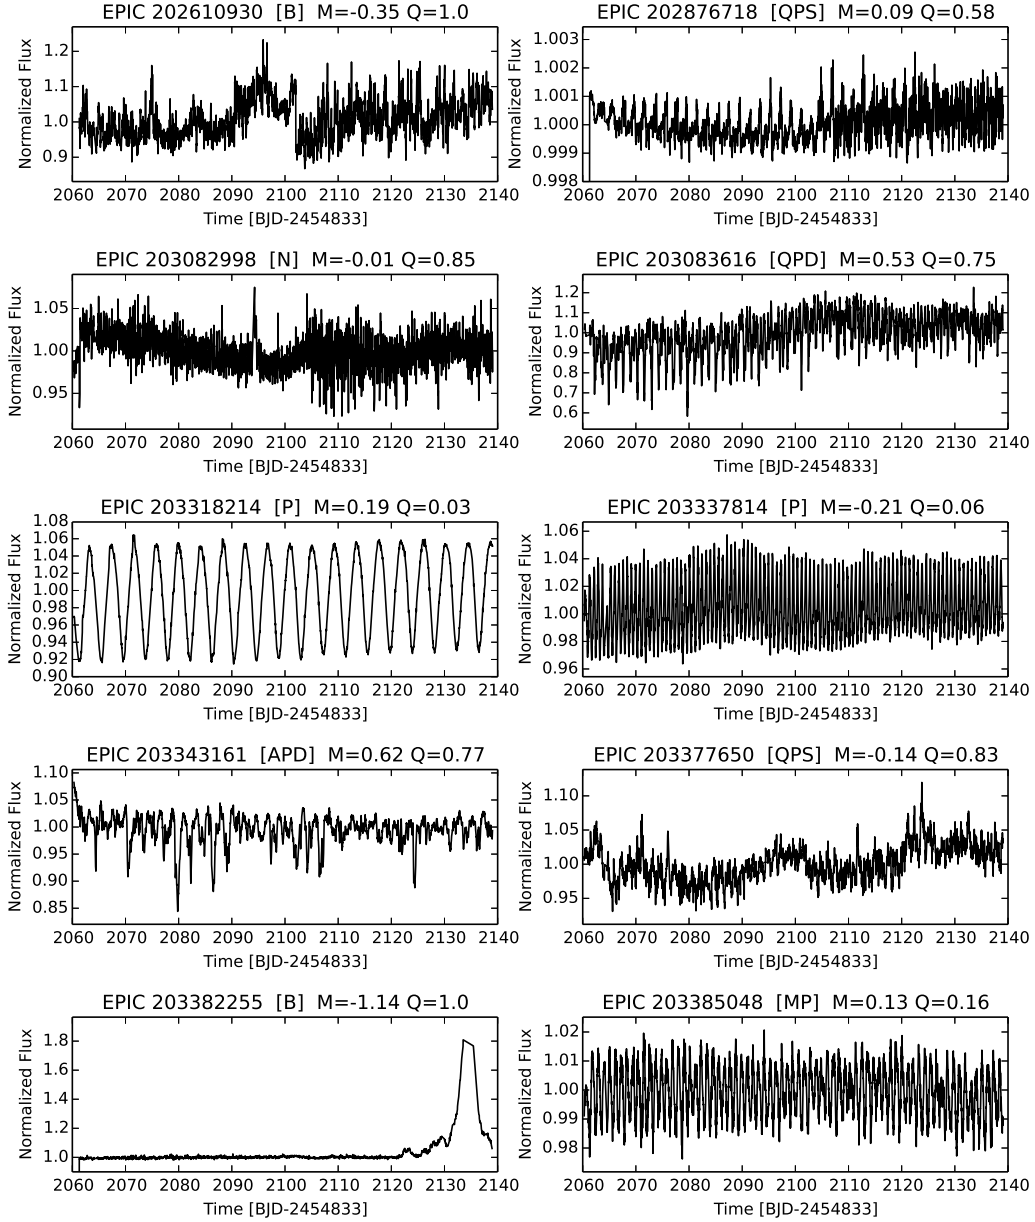 EPIC 202610930 [B] M=-0.35 Q=1.0
Normalized Flux
1.2
1.1
1.0
0.9
2060 2070 2080 2090 2100 2110 2120 2130 2140
Time [BJD-2454833]
EPIC 202876718 [QPS] M=0.09 Q=0.58
Normalized Flux
1.003
1.002
1.001
1.000
0.999
0.998
2060 2070 2080 2090 2100 2110 2120 2130 2140
Time [BJD-2454833]
EPIC 203082998 [N] M=-0.01 Q=0.85
Normalized Flux
1.05
1.00
0.95
2060 2070 2080 2090 2100 2110 2120 2130 2140
Time [BJD-2454833]
EPIC 203083616 [QPD] M=0.53 Q=0.75
Normalized Flux
1.2
1.1
1.0
0.9
0.8
0.7
0.6
2060 2070 2080 2090 2100 2110 2120 2130 2140
Time [BJD-2454833]
EPIC 203318214 [P] M=0.19 Q=0.03
Normalized Flux
1.08
1.06
1.04
1.02
1.00
0.98
0.96
0.94
0.92
0.90
2060 2070 2080 2090 2100 2110 2120 2130 2140
Time [BJD-2454833]
EPIC 203337814 [P] M=-0.21 Q=0.06
Normalized Flux
1.06
1.04
1.02
1.00
0.98
0.96
2060 2070 2080 2090 2100 2110 2120 2130 2140
Time [BJD-2454833]
EPIC 203343161 [APD] M=0.62 Q=0.77
Normalized Flux
1.10
1.05
1.00
0.95
0.90
0.85
2060 2070 2080 2090 2100 2110 2120 2130 2140
Time [BJD-2454833]
EPIC 203377650 [QPS] M=-0.14 Q=0.83
Normalized Flux
1.10
1.05
1.00
0.95
2060 2070 2080 2090 2100 2110 2120 2130 2140
Time [BJD-2454833]
EPIC 203382255 [B] M=-1.14 Q=1.0
Normalized Flux
1.8
1.6
1.4
1.2
1.0
2060 2070 2080 2090 2100 2110 2120 2130 2140
Time [BJD-2454833]
EPIC 203385048 [MP] M=0.13 Q=0.16
Normalized Flux
1.02
1.01
1.00
0.99
0.98
2060 2070 2080 2090 2100 2110 2120 2130 2140
Time [BJD-2454833]